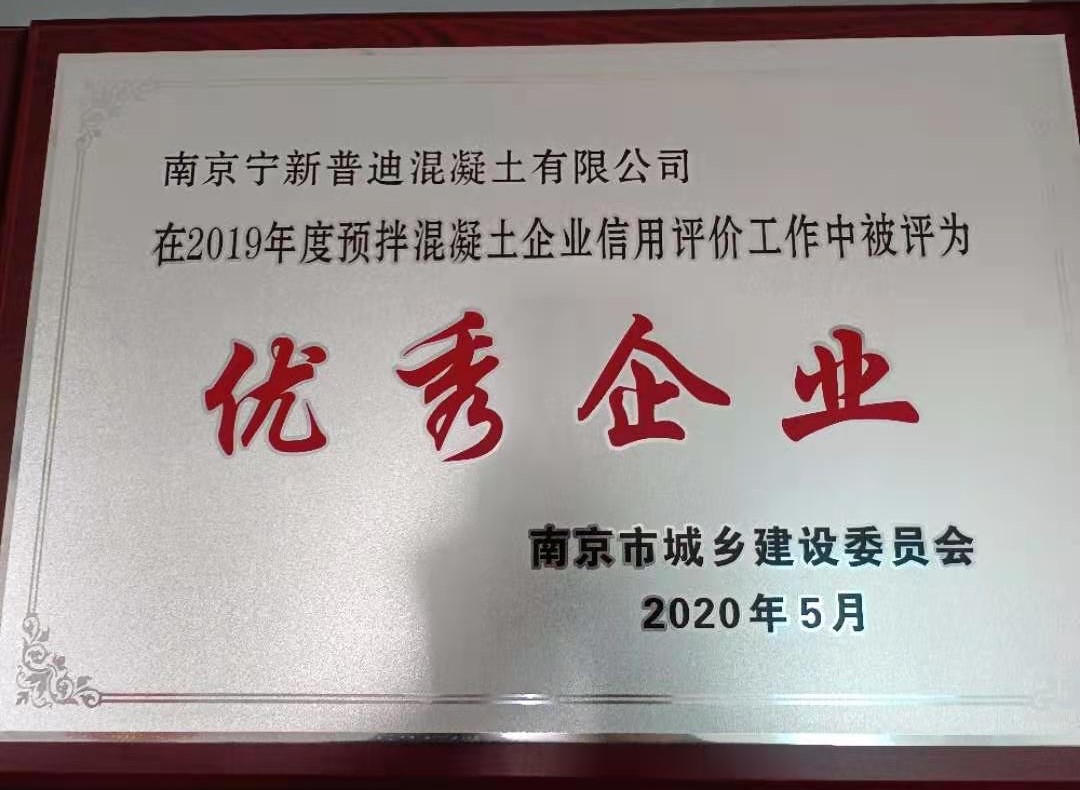 南京宁新普迪混凝土有限公司
在2019年度预拌混凝土企业信用评价工作中被评为
优秀企业
南京市城乡建设委员会
2020年5月